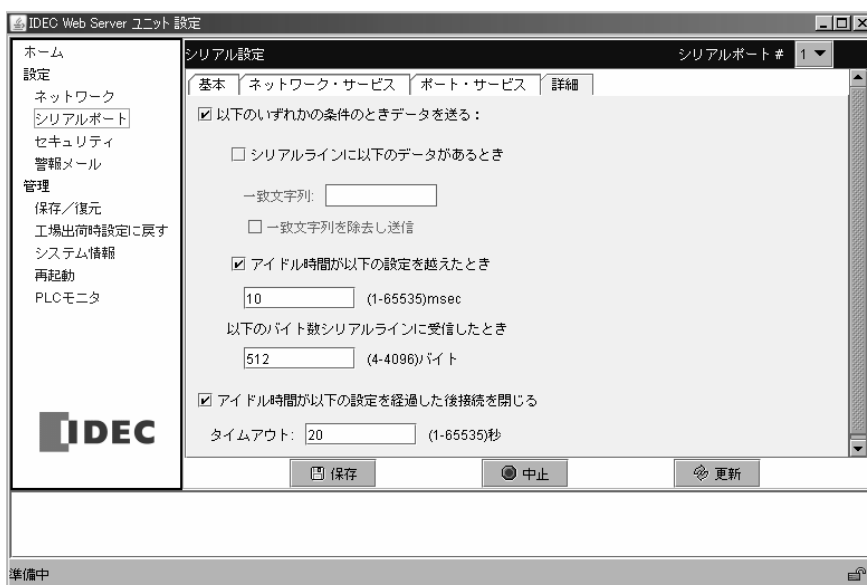 IDEC Web Server ユニット 設定
ホーム
設定
ネットワーク
シリアルポート
セキュリティ
警報メール
管理
保存／復元
工場出荷時設定に戻す
システム情報
再起動
PLCモニタ
IDEC
シリアル設定
シリアルポート # 1
基本 ネットワーク・サービス ポート・サービス 詳細
以下のいずれかの条件のときデータを送る：
シリアルラインに以下のデータがあるとき
一致文字列:
一致文字列を除去し送信
アイドル時間が以下の設定を越えたとき
10 (1-65535)msec
以下のバイト数シリアルラインに受信したとき
512 (4-4096)バイト
アイドル時間が以下の設定を経過した後接続を閉じる
タイムアウト: 20 (1-65535)秒
保存 中止 更新
準備中